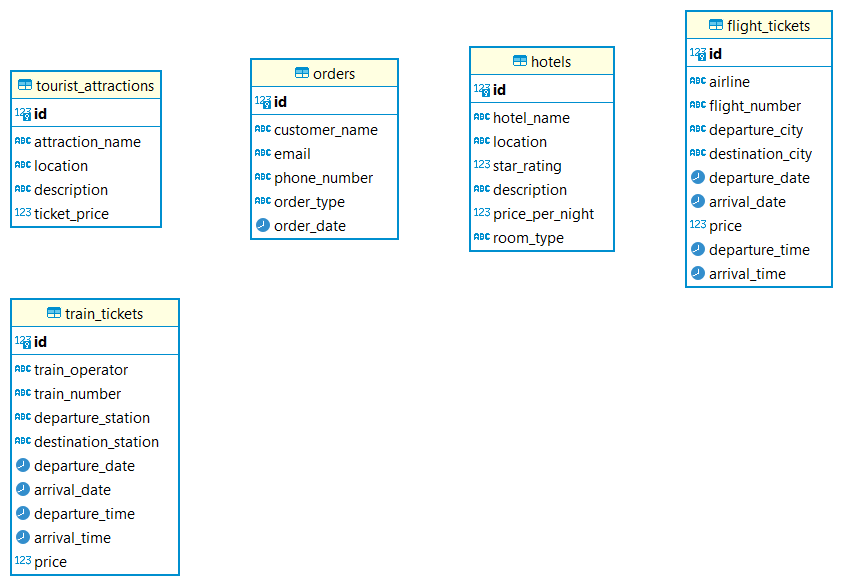 tourist_attractions
123 id
ABC attraction_name
ABC location
ABC description
123 ticket_price
orders
123 id
ABC customer_name
ABC email
ABC phone_number
ABC order_type
order_date
hotels
123 id
ABC hotel_name
ABC location
123 star_rating
ABC description
123 price_per_night
ABC room_type
flight_tickets
123 id
ABC airline
ABC flight_number
ABC departure_city
ABC destination_city
departure_date
arrival_date
123 price
departure_time
arrival_time
train_tickets
123 id
ABC train_operator
ABC train_number
ABC departure_station
ABC destination_station
departure_date
arrival_date
departure_time
arrival_time
123 price